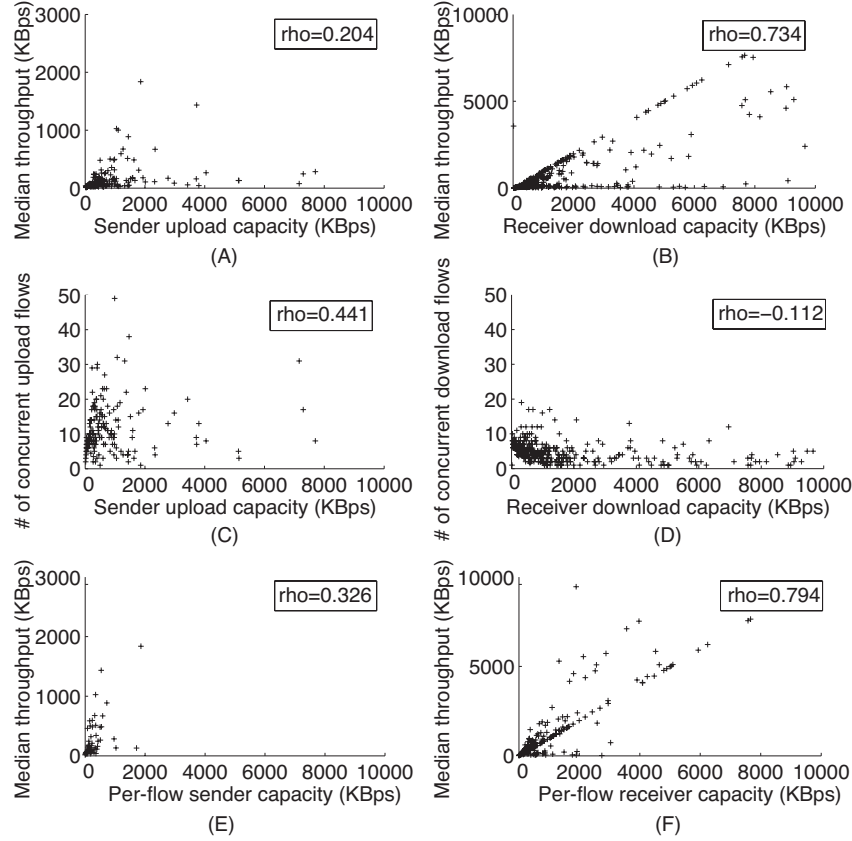 Median throughput (KBps)
3000
2000
1000
0
rho=0.204
0 2000 4000 6000 8000 10000
Sender upload capacity (KBps)
(A)
Median throughput (KBps)
10000
5000
0
rho=0.734
0 2000 4000 6000 8000 10000
Receiver download capacity (KBps)
(B)
# of concurrent upload flows
50
40
30
20
10
0
rho=0.441
0 2000 4000 6000 8000 10000
Sender upload capacity (KBps)
(C)
# of concurrent download flows
50
40
30
20
10
0
rho=−0.112
0 2000 4000 6000 8000 10000
Receiver download capacity (KBps)
(D)
Median throughput (KBps)
3000
2000
1000
0
rho=0.326
0 2000 4000 6000 8000 10000
Per-flow sender capacity (KBps)
(E)
Median throughput (KBps)
10000
5000
0
rho=0.794
0 2000 4000 6000 8000 10000
Per-flow receiver capacity (KBps)
(F)